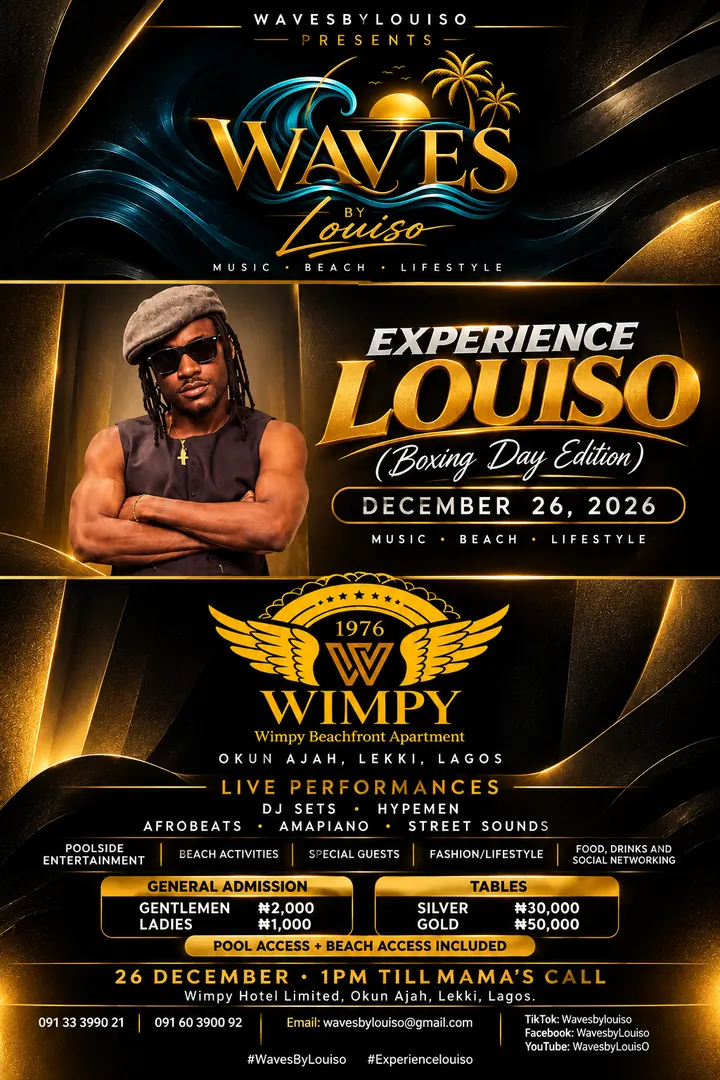 WAVESBYLOUISO
PRESENTS
WAVES
BY
Louiso
MUSIC • BEACH • LIFESTYLE
EXPERIENCE
LOUISO
(Boxing Day Edition)
DECEMBER 26, 2026
MUSIC • BEACH • LIFESTYLE
1976
W
WIMPY
Wimpy Beachfront Apartment
OKUN AJAH, LEKKI, LAGOS
LIVE PERFORMANCES
DJ SETS • HYPEMEN
AFROBEATS • AMAPIANO • STREET SOUNDS
POOLSIDE ENTERTAINMENT | BEACH ACTIVITIES | SPECIAL GUESTS | FASHION/LIFESTYLE | FOOD, DRINKS AND SOCIAL NETWORKING
GENERAL ADMISSION
GENTLEMEN ₦2,000
LADIES ₦1,000
TABLES
SILVER ₦30,000
GOLD ₦50,000
POOL ACCESS + BEACH ACCESS INCLUDED
26 DECEMBER • 1PM TILL MAMA'S CALL
Wimpy Hotel Limited, Okun Ajah, Lekki, Lagos.
091 33 3990 21 | 091 60 3900 92
Email: wavesbylouiso@gmail.com
TikTok: Wavesbylouiso
Facebook: WavesbyLouiso
YouTube: WavesbyLouisO
#WavesByLouiso #Experiencelouiso